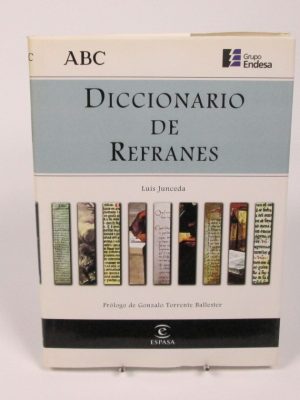 ABC
Grupo
Endesa
DICCIONARIO
DE
REFRANES
Luis Junceda
Prólogo de Gonzalo Torrente Ballester
ESPASA